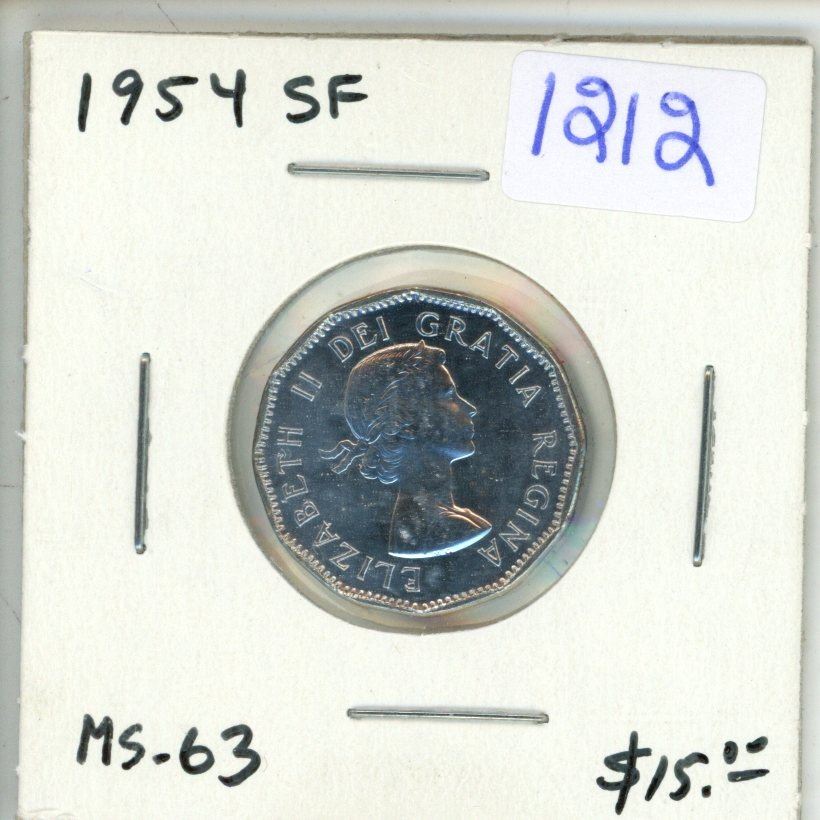 1954 SF
1212
ELIZABETH II DEI GRATIA REGINA
MS-63
$15.00